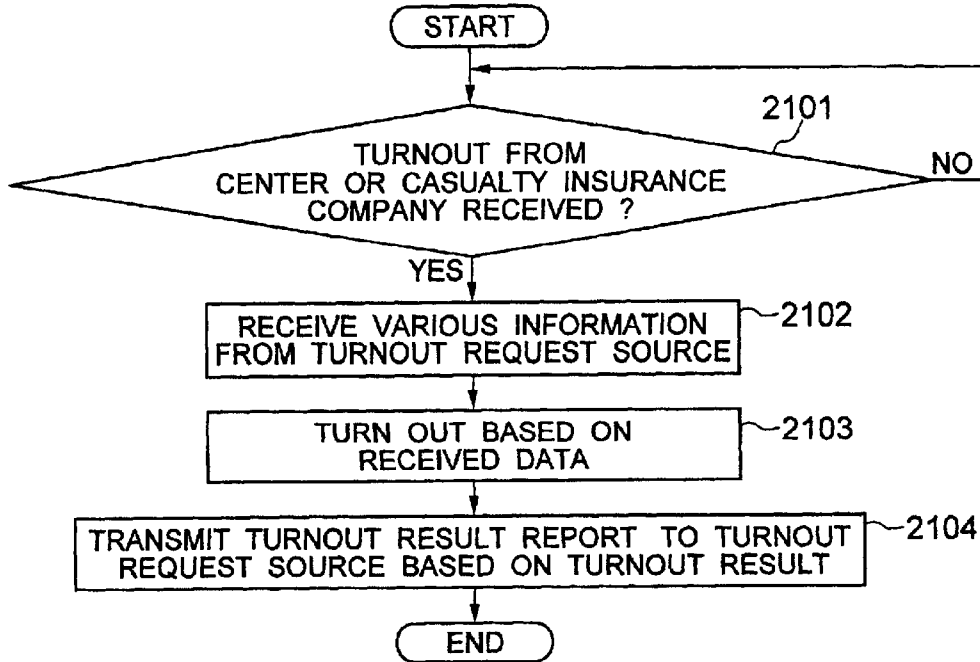 START
2101
TURNOUT FROM
CENTER OR CASUALTY INSURANCE
COMPANY RECEIVED ?
NO
YES
RECEIVE VARIOUS INFORMATION
FROM TURNOUT REQUEST SOURCE
2102
TURN OUT BASED ON
RECEIVED DATA
2103
TRANSMIT TURNOUT RESULT REPORT TO TURNOUT
REQUEST SOURCE BASED ON TURNOUT RESULT
2104
END